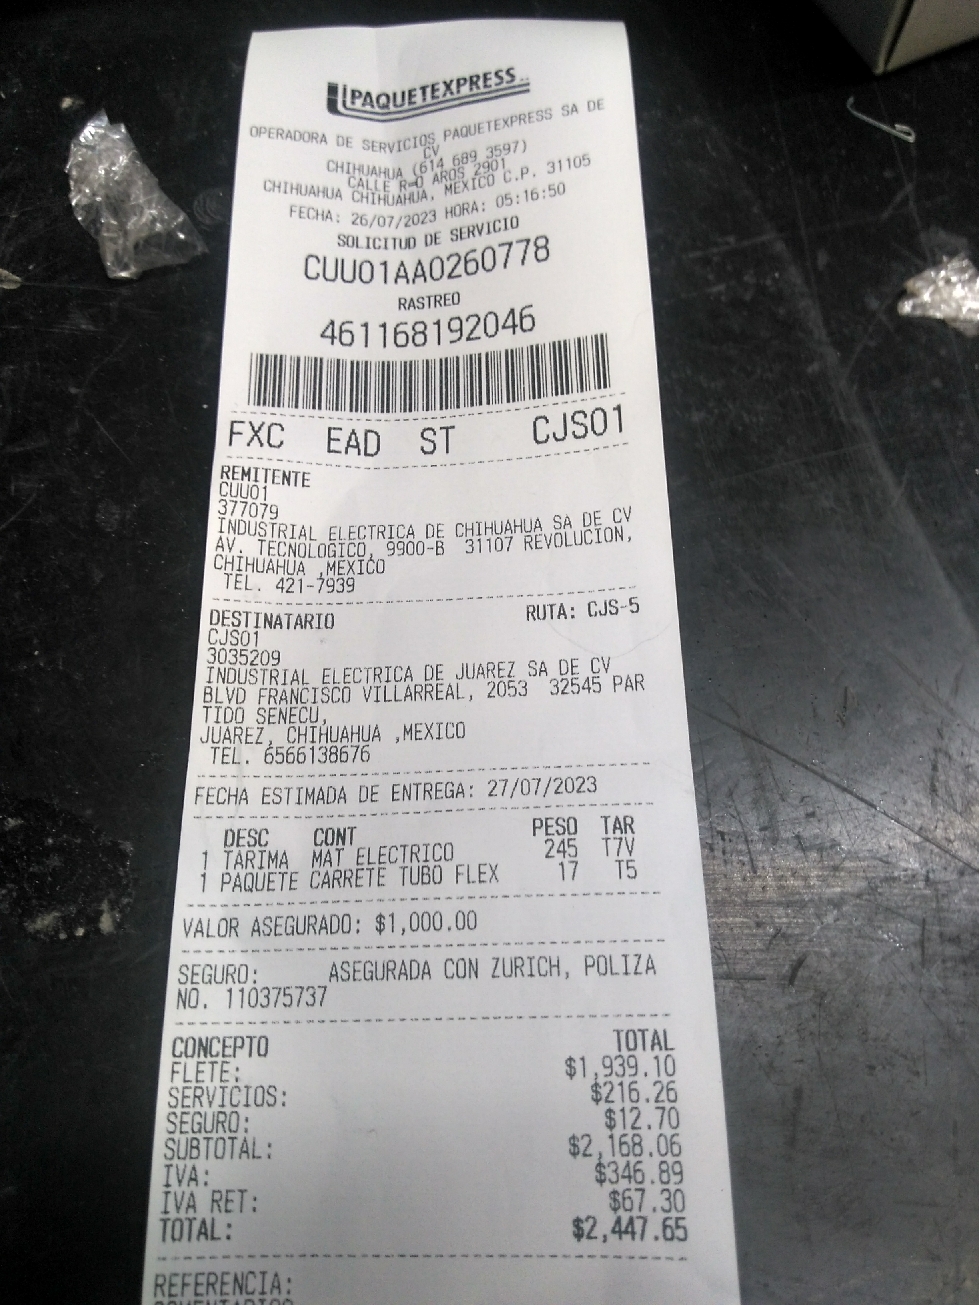 PAQUETEXPRESS
OPERADORA DE SERVICIOS PAQUETEXPRESS SA DE
CV
CHIHUAHUA (614 689 3597)
CALLE R=O AROS 2901
CHIHUAHUA CHIHUAHUA, MEXICO C.P. 31105
FECHA: 26/07/2023 HORA: 05:16:50
SOLICITUD DE SERVICIO
CUU01AA0260778
RASTREO
461168192046
FXC EAD ST CJS01
REMITENTE
CUU01
377079
INDUSTRIAL ELECTRICA DE CHIHUAHUA SA DE CV
AV. TECNOLOGICO, 9900-B 31107 REVOLUCION,
CHIHUAHUA ,MEXICO
TEL. 421-7939
DESTINATARIO RUTA: CJS-5
CJS01
3035209
INDUSTRIAL ELECTRICA DE JUAREZ SA DE CV
BLVD FRANCISCO VILLARREAL, 2053 32545 PAR
TIDO SENECU,
JUAREZ, CHIHUAHUA ,MEXICO
TEL. 6566138676
FECHA ESTIMADA DE ENTREGA: 27/07/2023
DESC CONT PESO TAR
1 TARIMA MAT ELECTRICO 245 T7V
1 PAQUETE CARRETE TUBO FLEX 17 T5
VALOR ASEGURADO: $1,000.00
SEGURO: ASEGURADA CON ZURICH, POLIZA
NO. 110375737
CONCEPTO TOTAL
FLETE: $1,939.10
SERVICIOS: $216.26
SEGURO: $12.70
SUBTOTAL: $2,168.06
IVA: $346.89
IVA RET: $67.30
TOTAL: $2,447.65
REFERENCIA: